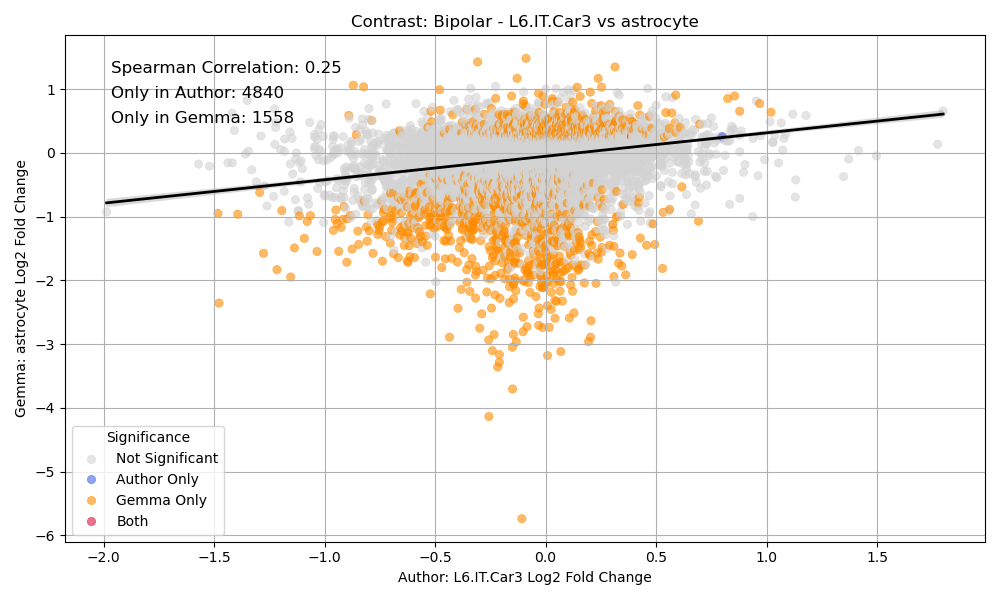 Contrast: Bipolar - L6.IT.Car3 vs astrocyte
Spearman Correlation: 0.25
Only in Author: 4840
Only in Gemma: 1558
Gemma: astrocyte Log2 Fold Change
1
0
−1
−2
−3
−4
−5
−6
Significance
Not Significant
Author Only
Gemma Only
Both
−2.0 −1.5 −1.0 −0.5 0.0 0.5 1.0 1.5
Author: L6.IT.Car3 Log2 Fold Change